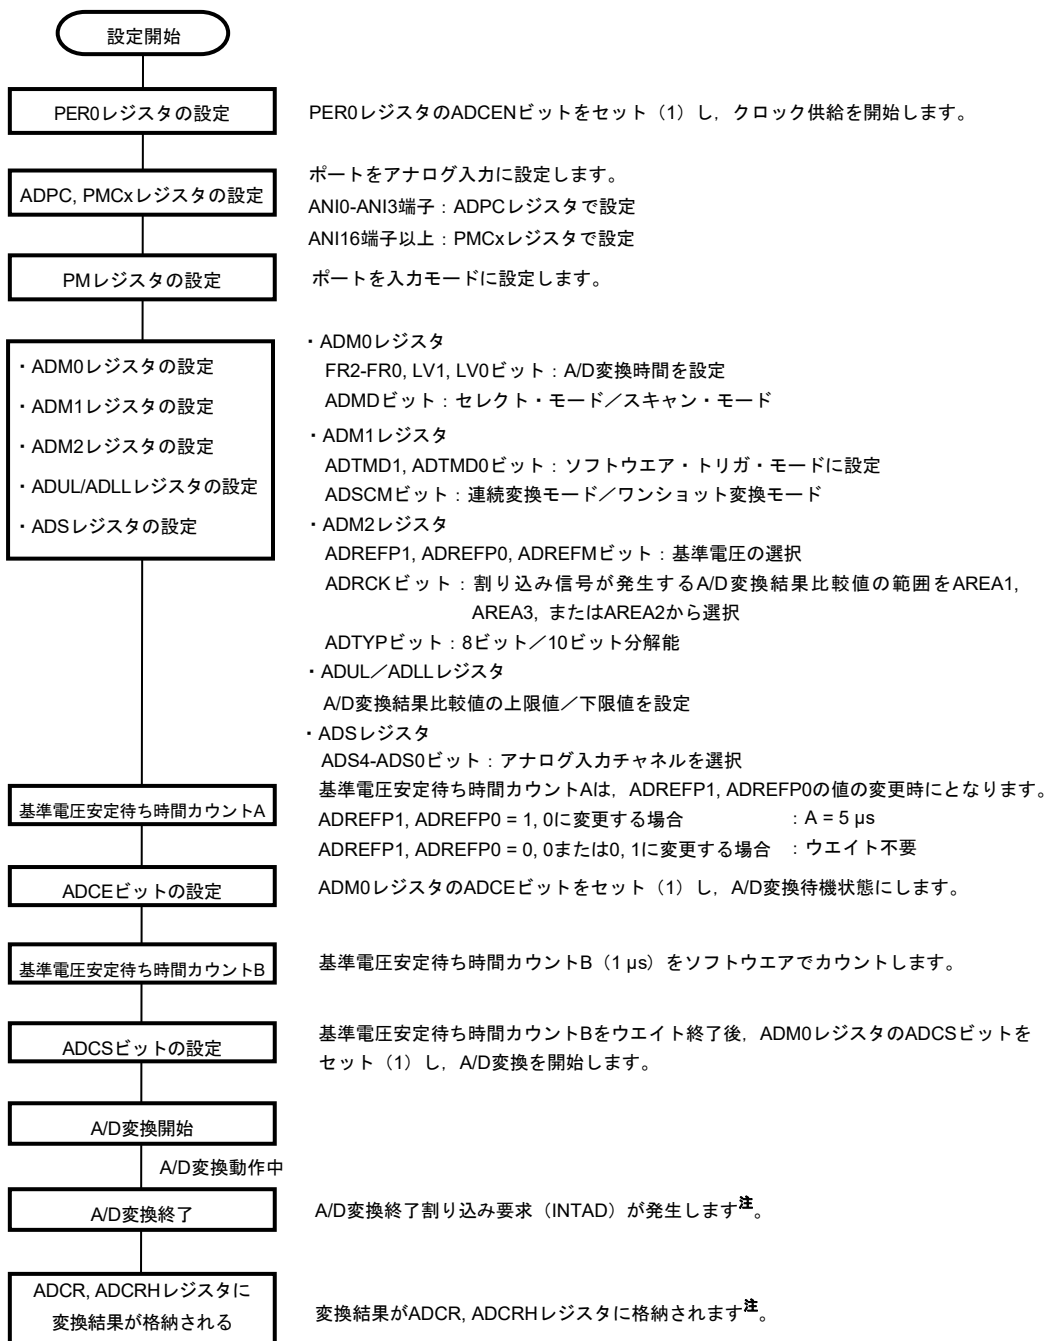 設定開始
PER0レジスタの設定
PER0レジスタのADCENビットをセット（1）し，クロック供給を開始します。
ADPC, PMCxレジスタの設定
ポートをアナログ入力に設定します。
ANI0-ANI3端子：ADPCレジスタで設定
ANI16端子以上：PMCxレジスタで設定
PMレジスタの設定
ポートを入力モードに設定します。
・ADM0レジスタの設定
・ADM1レジスタの設定
・ADM2レジスタの設定
・ADUL/ADLLレジスタの設定
・ADSレジスタの設定
・ADM0レジスタ
FR2-FR0, LV1, LV0ビット：A/D変換時間を設定
ADMDビット：セレクト・モード／スキャン・モード
・ADM1レジスタ
ADTMD1, ADTMD0ビット：ソフトウエア・トリガ・モードに設定
ADSCMビット：連続変換モード／ワンショット変換モード
・ADM2レジスタ
ADREFP1, ADREFP0, ADREFMビット：基準電圧の選択
ADRCKビット：割り込み信号が発生するA/D変換結果比較値の範囲をAREA1,
AREA3, またはAREA2から選択
ADTYPビット：8ビット／10ビット分解能
・ADUL／ADLLレジスタ
A/D変換結果比較値の上限値／下限値を設定
・ADSレジスタ
ADS4-ADS0ビット：アナログ入力チャネルを選択
基準電圧安定待ち時間カウントA
基準電圧安定待ち時間カウントAは，ADREFP1, ADREFP0の値の変更時にとなります。
ADREFP1, ADREFP0 = 1, 0に変更する場合 ：A = 5 µs
ADREFP1, ADREFP0 = 0, 0または0, 1に変更する場合 ：ウエイト不要
ADCEビットの設定
ADM0レジスタのADCEビットをセット（1）し，A/D変換待機状態にします。
基準電圧安定待ち時間カウントB
基準電圧安定待ち時間カウントB（1 µs）をソフトウエアでカウントします。
ADCSビットの設定
基準電圧安定待ち時間カウントBをウエイト終了後，ADM0レジスタのADCSビットを
セット（1）し，A/D変換を開始します。
A/D変換開始
A/D変換動作中
A/D変換終了
A/D変換終了割り込み要求（INTAD）が発生します注。
ADCR, ADCRHレジスタに
変換結果が格納される
変換結果がADCR, ADCRHレジスタに格納されます注。